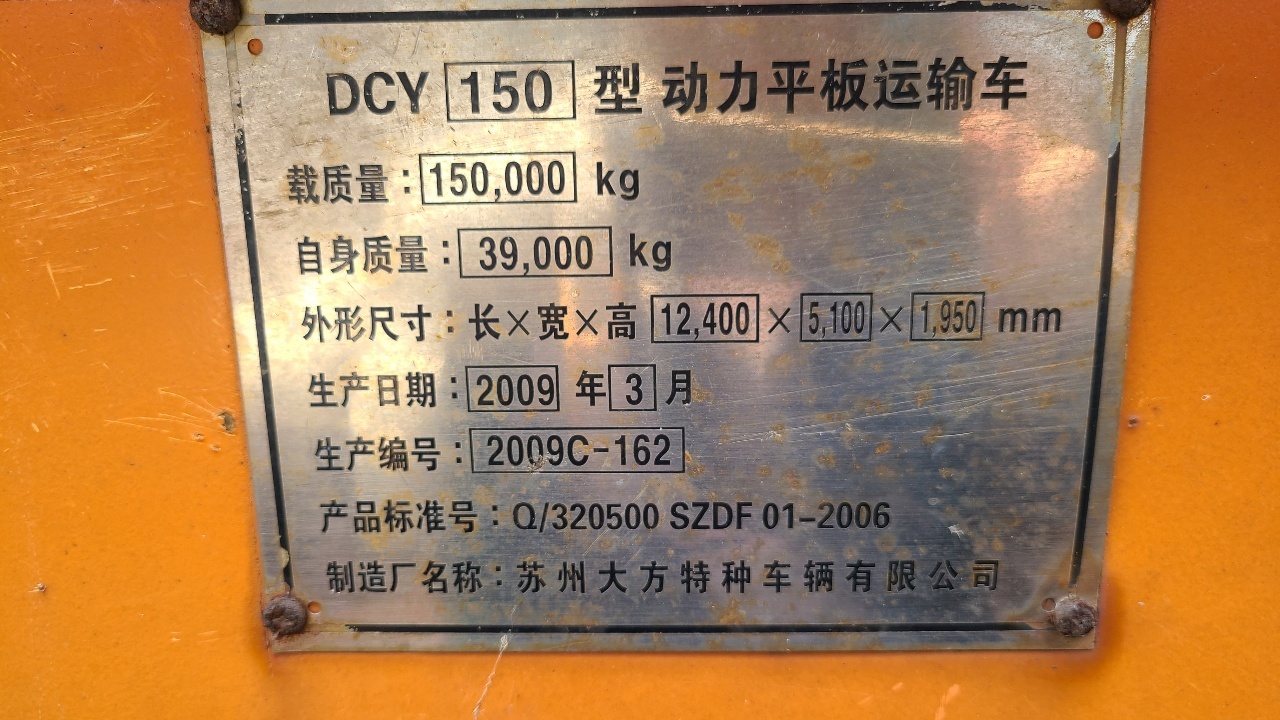 DCY 150 型 动力平板运输车
载质量：150,000 kg
自身质量：39,000 kg
外形尺寸：长×宽×高 12,400 × 5,100 × 1,950 mm
生产日期：2009 年 3 月
生产编号：2009C-162
产品标准号：Q/320500 SZDF 01-2006
制造厂名称：苏州大方特种车辆有限公司